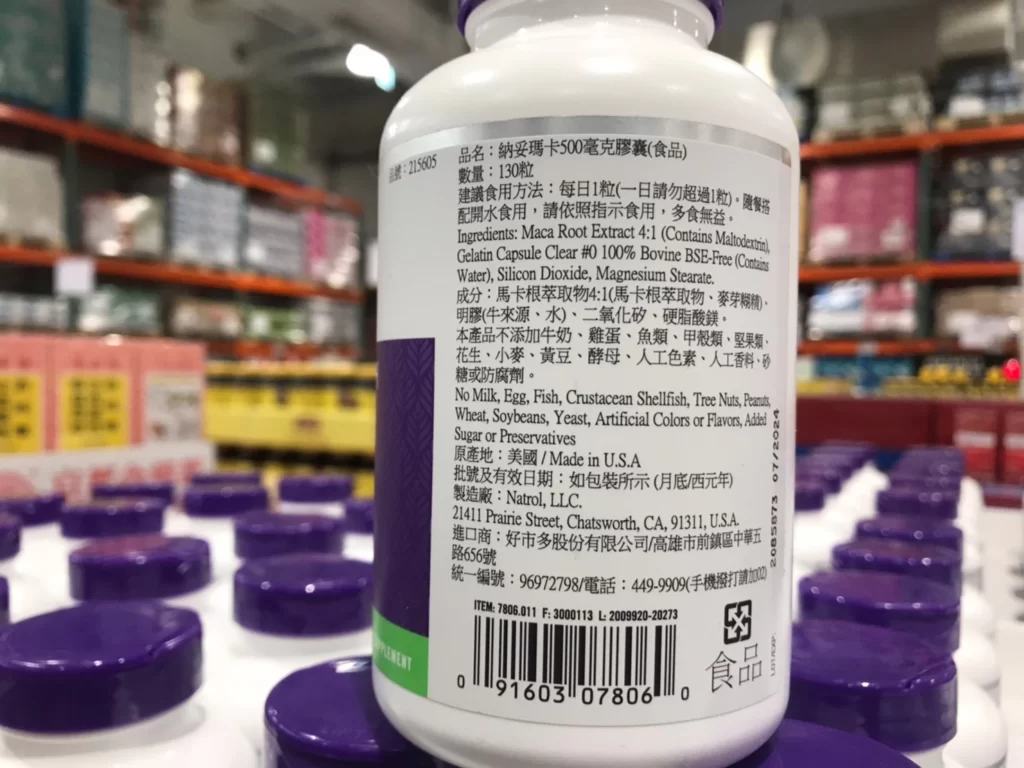 品號：215605
品名：納妥瑪卡500毫克膠囊(食品)
數量：130粒
建議食用方法：每日1粒(一日請勿超過1粒)。隨餐搭
配開水食用，請依照指示食用，多食無益。
Ingredients: Maca Root Extract 4:1 (Contains Maltodextrin),
Gelatin Capsule Clear #0 100% Bovine BSE-Free (Contains
Water), Silicon Dioxide, Magnesium Stearate.
成分：馬卡根萃取物4:1(馬卡根萃取物、麥芽糊精)、
明膠(牛來源、水)、二氧化矽、硬脂酸鎂。
本產品不添加牛奶、雞蛋、魚類、甲殼類、堅果類、
花生、小麥、黃豆、酵母、人工色素、人工香料、砂
糖或防腐劑。
No Milk, Egg, Fish, Crustacean Shellfish, Tree Nuts, Peanuts,
Wheat, Soybeans, Yeast, Artificial Colors or Flavors, Added
Sugar or Preservatives
原產地：美國 / Made in U.S.A
批號及有效日期：如包裝所示 (月底/西元年)
製造廠：Natrol, LLC.
21411 Prairie Street, Chatsworth, CA, 91311, U.S.A.
進口商：好市多股份有限公司/高雄市前鎮區中華五
路656號
統一編號：96972798/電話：449-9909(手機撥打請加02)
ITEM: 7806.011 F: 3000113 L: 2009920-20273
0 91603 07806 0
食品
2085873 07/2024
LOT/EXP.